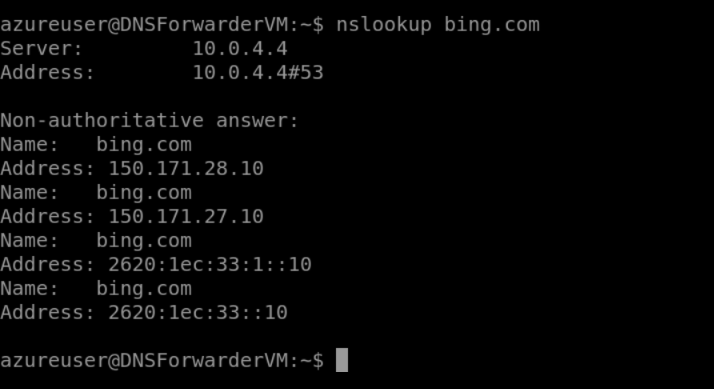 azureuser@DNSForwarderVM:~$ nslookup bing.com
Server:         10.0.4.4
Address:        10.0.4.4#53

Non-authoritative answer:
Name:   bing.com
Address: 150.171.28.10
Name:   bing.com
Address: 150.171.27.10
Name:   bing.com
Address: 2620:1ec:33:1::10
Name:   bing.com
Address: 2620:1ec:33::10

azureuser@DNSForwarderVM:~$